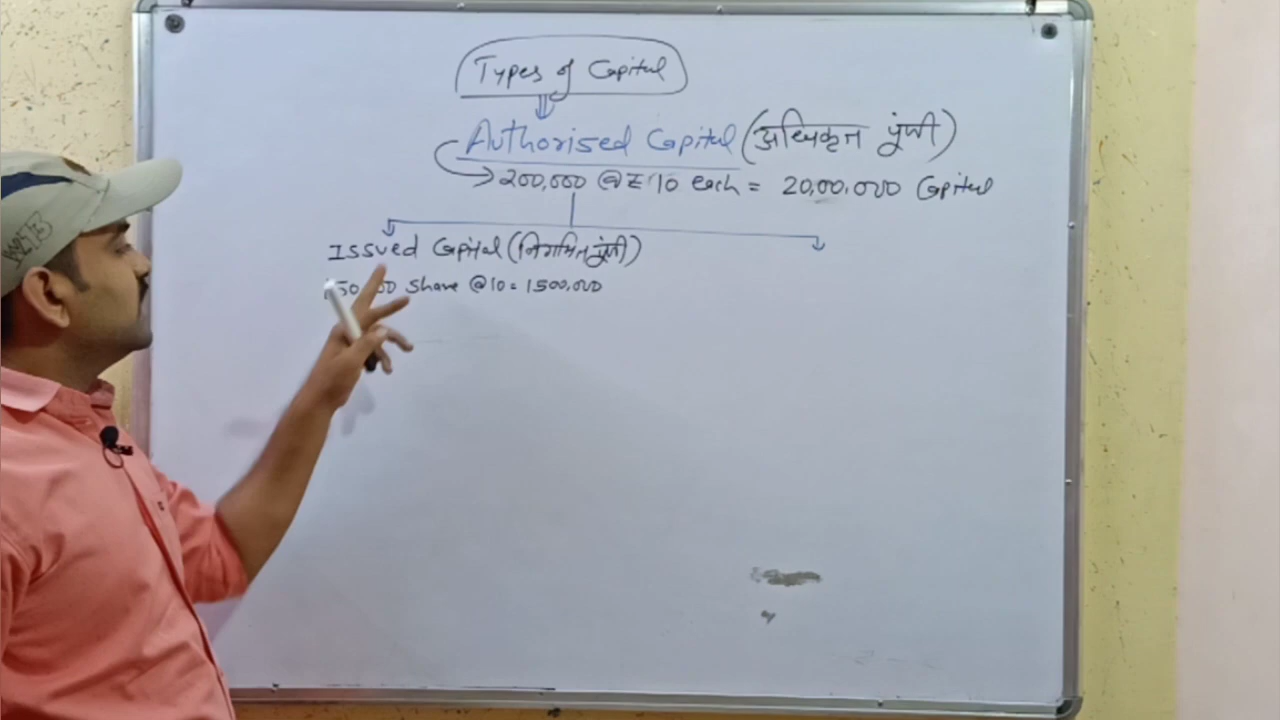 Types of Capital
Authorised Capital (अधिकृत पूंजी)
200,000 @ ₹ 10 each = 20,00,000 Capital
Issued Capital (निर्गमित पूंजी)
Share @ 10 = 1500,000